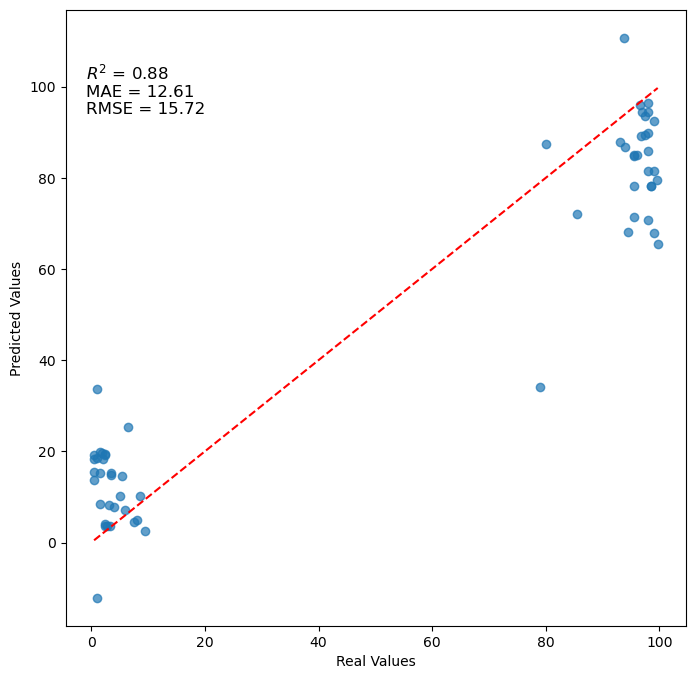 R² = 0.88
MAE = 12.61
RMSE = 15.72
100
80
60
40
20
0
Predicted Values
0 20 40 60 80 100
Real Values